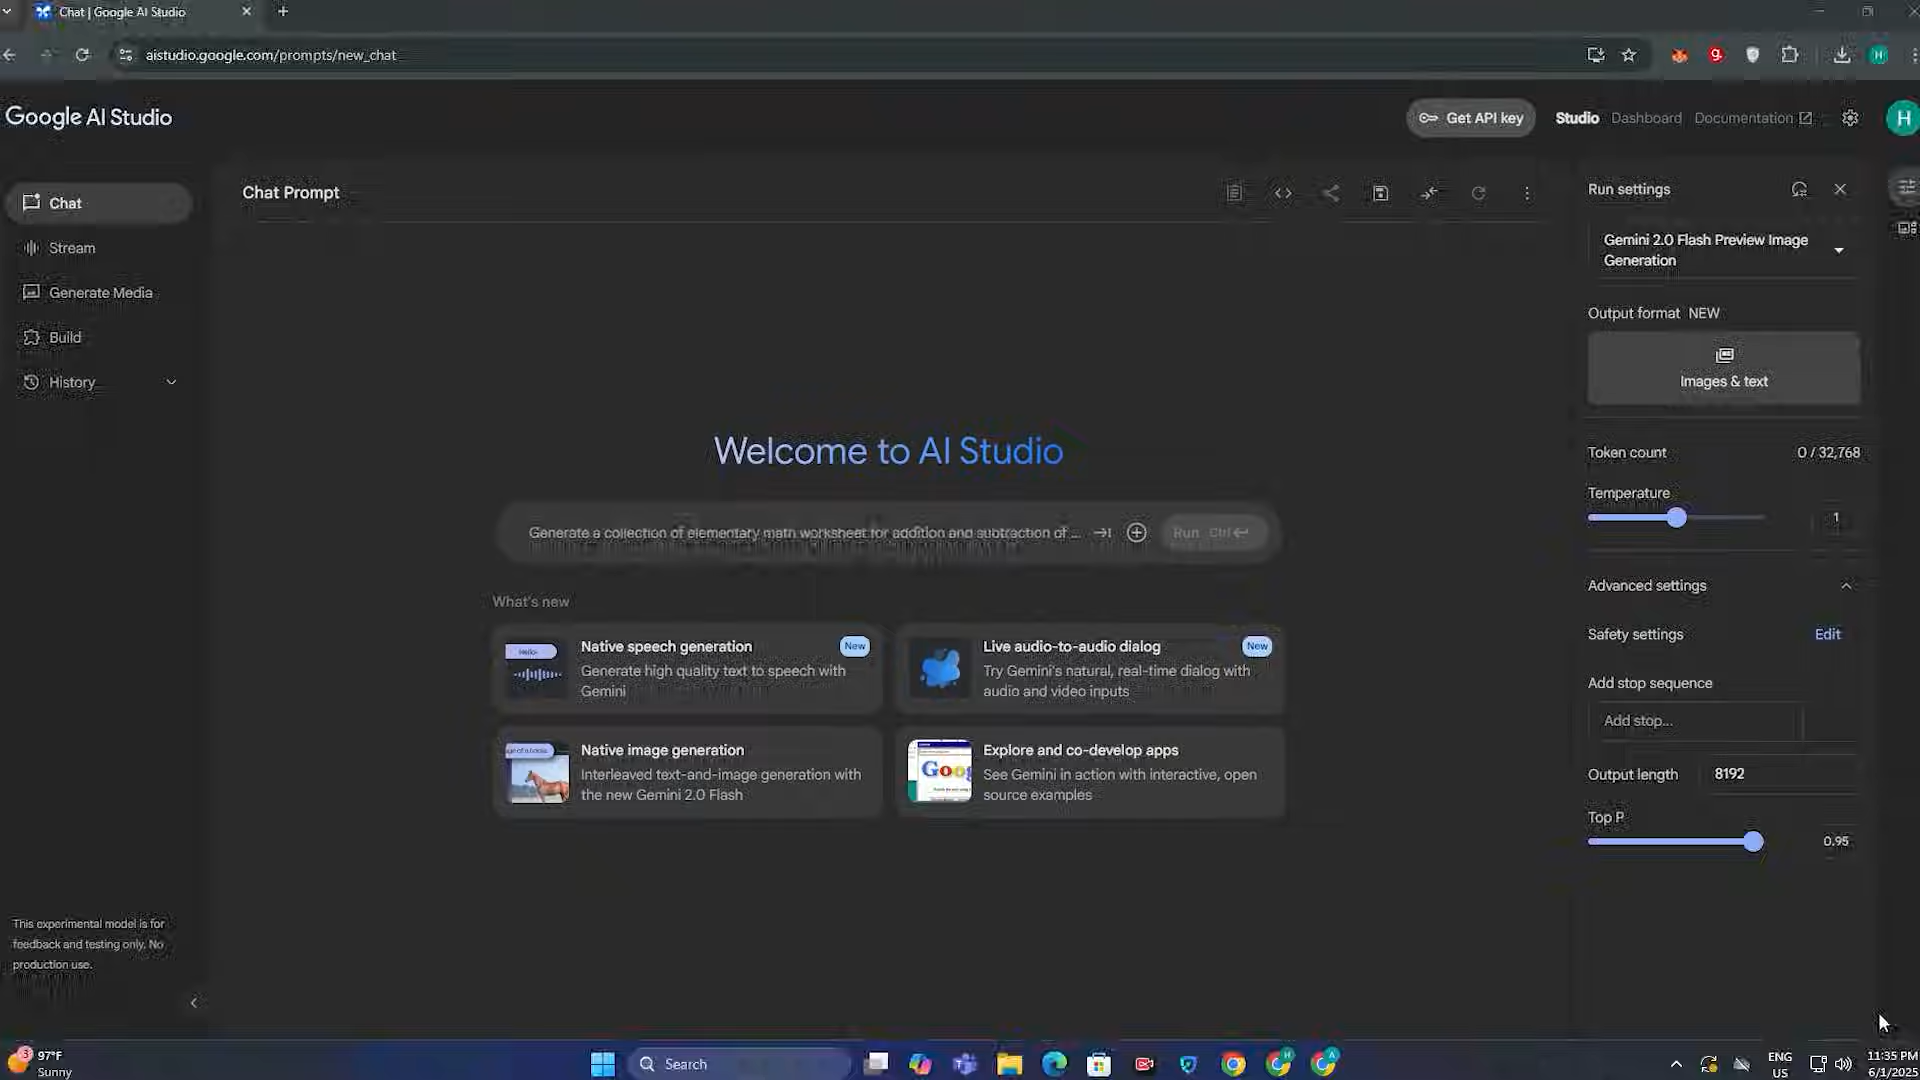 Chat | Google AI Studio
aistudio.google.com/prompts/new_chat
H
Google AI Studio
Get API key
Studio
Dashboard
Documentation
H
Chat
Stream
Generate Media
Build
History
This experimental model is for
feedback and testing only. No
production use.
Chat Prompt
Welcome to AI Studio
Generate a collection of elementary math worksheet for addition and subtraction of ...
Run Ctrl
What's new
Hello
Native speech generation
New
Generate high quality text to speech with
Gemini
Live audio-to-audio dialog
New
Try Gemini's natural, real-time dialog with
audio and video inputs
Native image generation
Interleaved text-and-image generation with
the new Gemini 2.0 Flash
Goog
Explore and co-develop apps
See Gemini in action with interactive, open
source examples
Run settings
Gemini 2.0 Flash Preview Image
Generation
Output format NEW
Images & text
Token count
0 / 32,768
Temperature
1
Advanced settings
Safety settings
Edit
Add stop sequence
Add stop...
Output length
8192
Top P
0.95
3
97°F
Sunny
Search
H
A
ENG
US
11:35 PM
6/1/2025